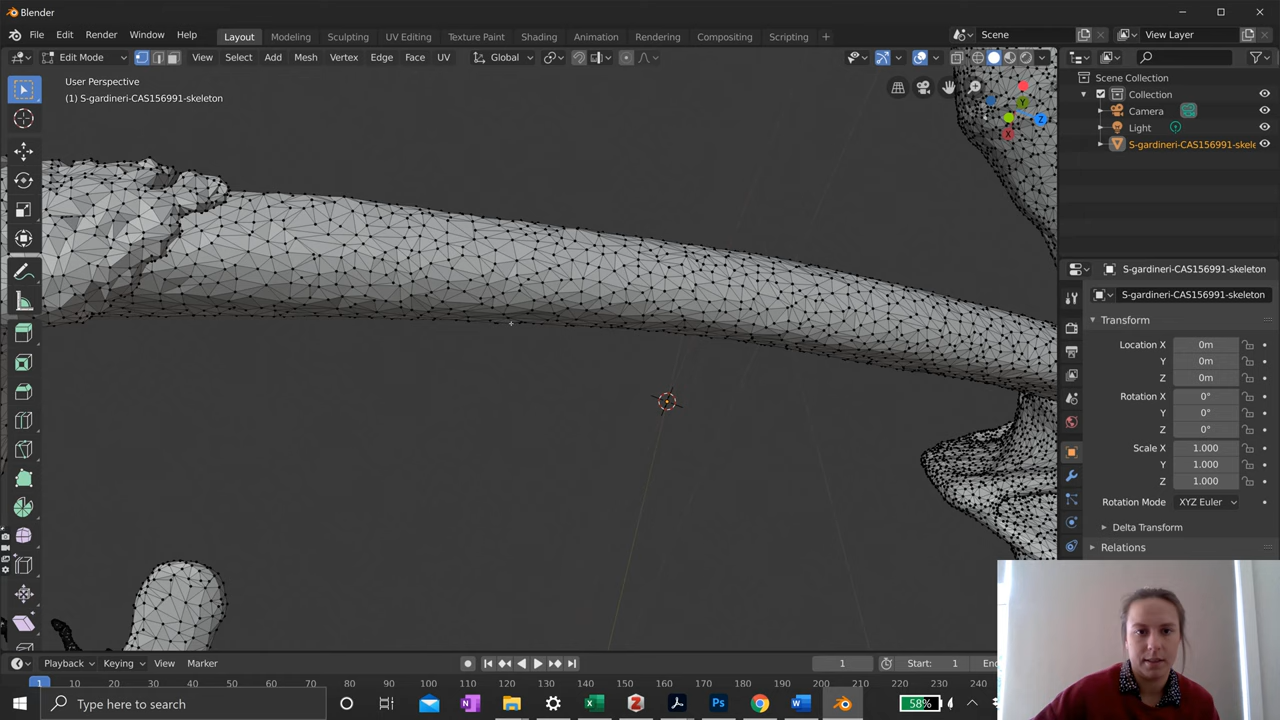 Blender
File Edit Render Window Help Layout Modeling Sculpting UV Editing Texture Paint Shading Animation Rendering Compositing Scripting Scene View Layer
Edit Mode View Select Add Mesh Vertex Edge Face UV Global
User Perspective
(1) S-gardineri-CAS156991-skeleton
Scene Collection
Collection
Camera
Light
S-gardineri-CAS156991-skele
X
Y
Z
S-gardineri-CAS156991-skeleton
S-gardineri-CAS156991-skeleton
Transform
Location X 0m
Y 0m
Z 0m
Rotation X 0°
Y 0°
Z 0°
Scale X 1.000
Y 1.000
Z 1.000
Rotation Mode XYZ Euler
Delta Transform
Relations
Playback Keying View Marker 1 Start: 1 En
1 10 20 30 40 50 60 70 80 90 100 110 120 130 140 150 160 170 180 190 200 210 220 230 240
Type here to search 58%